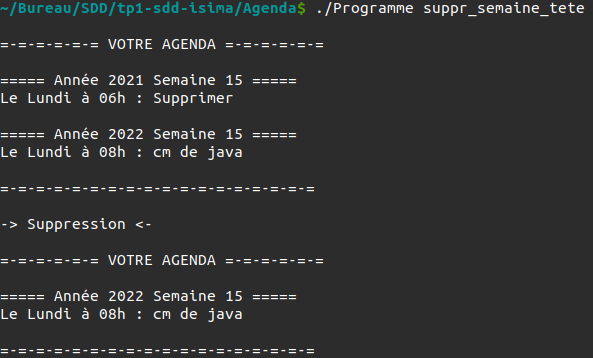 ~/Bureau/SDD/tp1-sdd-isima/Agenda$ ./Programme suppr_semaine_tete
=-=-=-=-=-= VOTRE AGENDA =-=-=-=-=-=
===== Année 2021 Semaine 15 =====
Le Lundi à 06h : Supprimer
===== Année 2022 Semaine 15 =====
Le Lundi à 08h : cm de java
=-=-=-=-=-=-=-=-=-=-=-=-=-=-=-=-=-=
-> Suppression <-
=-=-=-=-=-= VOTRE AGENDA =-=-=-=-=-=
===== Année 2022 Semaine 15 =====
Le Lundi à 08h : cm de java
=-=-=-=-=-=-=-=-=-=-=-=-=-=-=-=-=-=